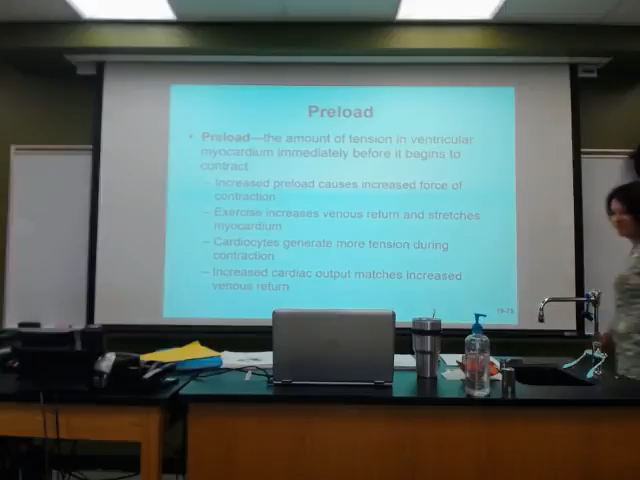 Preload
• Preload—the amount of tension in ventricular
myocardium immediately before it begins to
contract
– Increased preload causes increased force of
contraction
– Exercise increases venous return and stretches
myocardium
– Cardiocytes generate more tension during
contraction
– Increased cardiac output matches increased
venous return